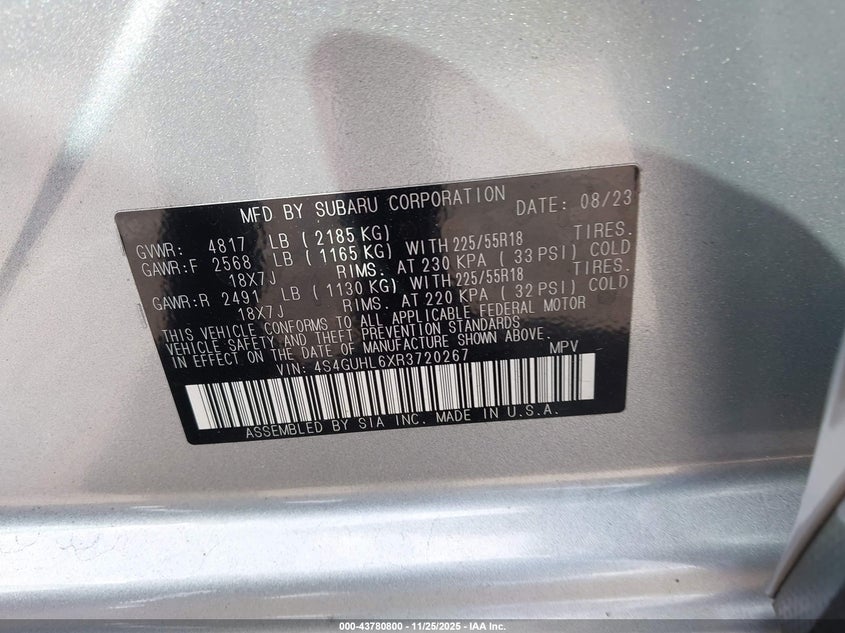 MFD BY SUBARU CORPORATION DATE: 08/23
GVWR: 4817 LB (2185 KG)
GAWR:F 2568 LB (1165 KG) WITH 225/55R18 TIRES.
18X7J RIMS. AT 230 KPA (33 PSI) COLD
GAWR:R 2491 LB (1130 KG) WITH 225/55R18 TIRES.
18X7J RIMS. AT 220 KPA (32 PSI) COLD
THIS VEHICLE CONFORMS TO ALL APPLICABLE FEDERAL MOTOR
VEHICLE SAFETY AND THEFT PREVENTION STANDARDS
IN EFFECT ON THE DATE OF MANUFACTURE SHOWN ABOVE.
VIN: 4S4GUHL6XR3720267 MPV
ASSEMBLED BY SIA INC. MADE IN U.S.A.
000-43780800 - 11/25/2025 - IAA Inc.